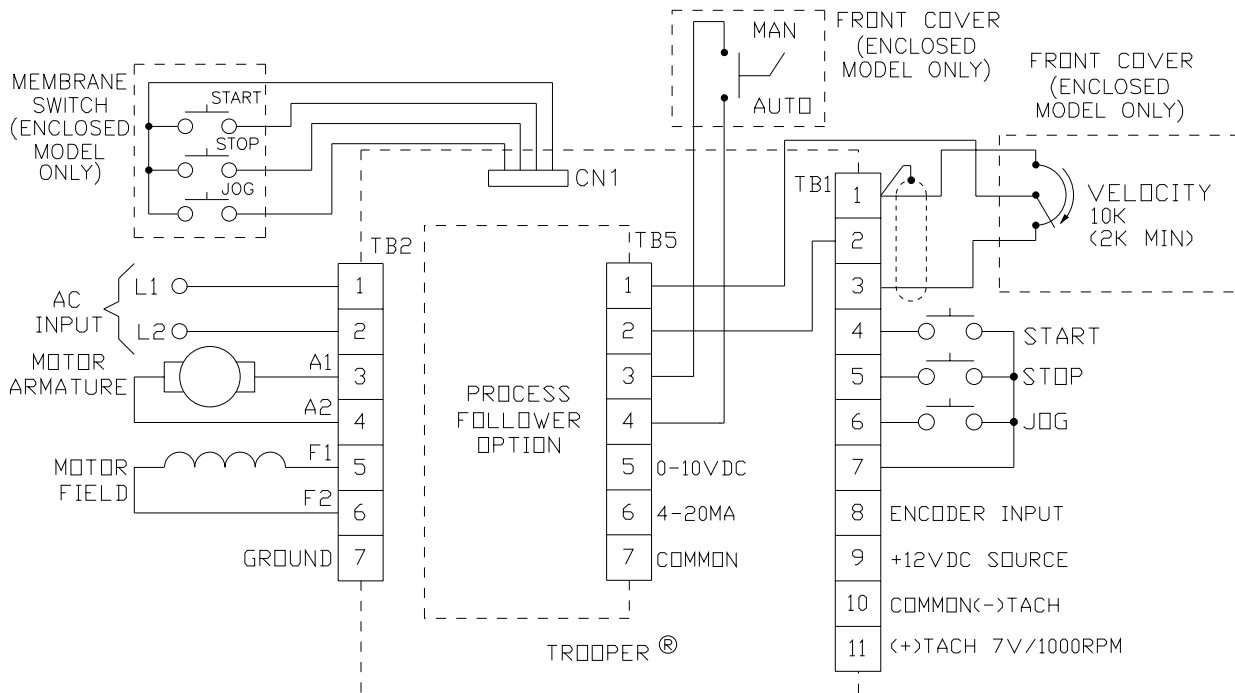 MAN
AUTO
FRONT COVER
(ENCLOSED
MODEL ONLY)
FRONT COVER
(ENCLOSED
MODEL ONLY)
MEMBRANE
SWITCH
(ENCLOSED
MODEL
ONLY)
START
STOP
JOG
CN1
TB1
VELOCITY
10K
(2K MIN)
TB2
TB5
AC
INPUT
L1
L2
MOTOR
ARMATURE
A1
A2
MOTOR
FIELD
F1
F2
GROUND
1
2
3
4
5
6
7
PROCESS
FOLLOWER
OPTION
1
2
3
4
5
6
7
0-10VDC
4-20MA
COMMON
1
2
3
4
5
6
7
8
9
10
11
START
STOP
JOG
ENCODER INPUT
+12VDC SOURCE
COMMON(-)TACH
(+)TACH 7V/1000RPM
TROOPER ®